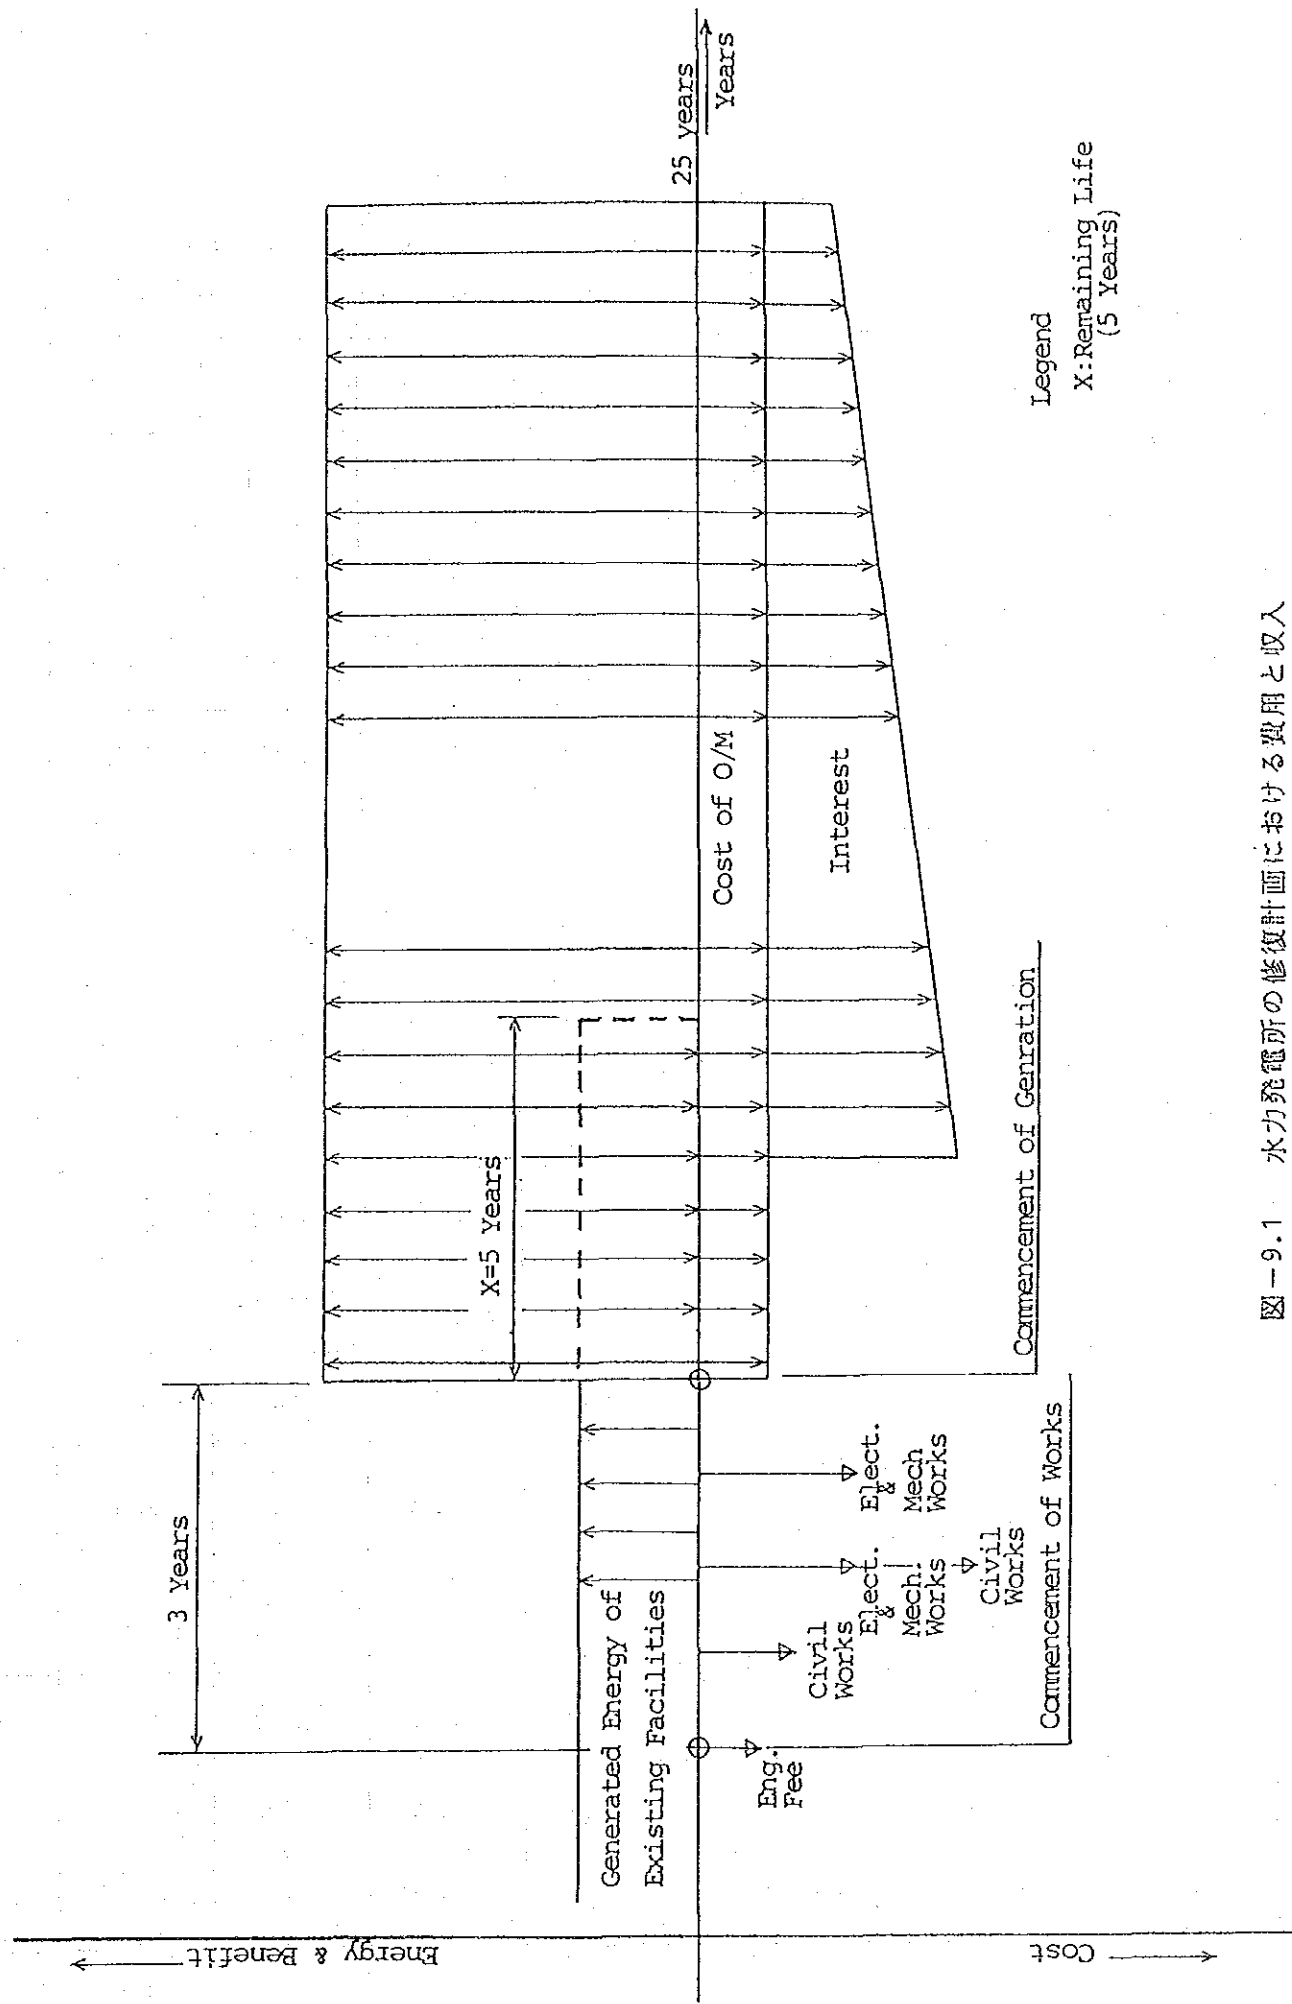 Energy & Benefit
Cost
3 Years
Generated Energy of
Existing Facilities
X=5 Years
25 years
Years
Cost of O/M
Interest
Eng.
Fee
Civil
Works
Elect.
&
Mech.
Works
Civil
Works
Elect.
&
Mech
Works
Commencement of Works
Commencement of Genration
Legend
X:Remaining Life
(5 Years)
図-9.1 水力発電所の修復計画における費用と収入